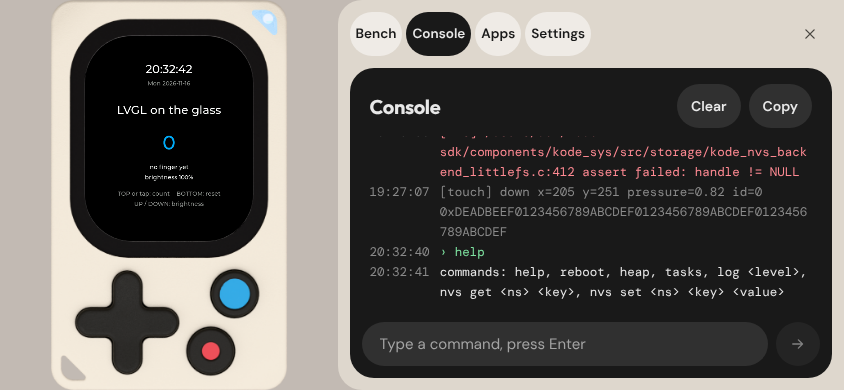 20:32:42
Mon 2026-11-16
LVGL on the glass
0
no finger yet
brightness 100%
TOP or tap: count BOTTOM: reset
UP / DOWN: brightness
Bench
Console
Apps
Settings
Console
Clear
Copy
sdk/components/kode_sys/src/storage/kode_nvs_back
end_littlefs.c:412 assert failed: handle != NULL
19:27:07 [touch] down x=205 y=251 pressure=0.82 id=0
0xDEADBEEF0123456789ABCDEF0123456789ABCDEF0123456
789ABCDEF
20:32:40 › help
20:32:41 commands: help, reboot, heap, tasks, log <level>,
nvs get <ns> <key>, nvs set <ns> <key> <value>
Type a command, press Enter